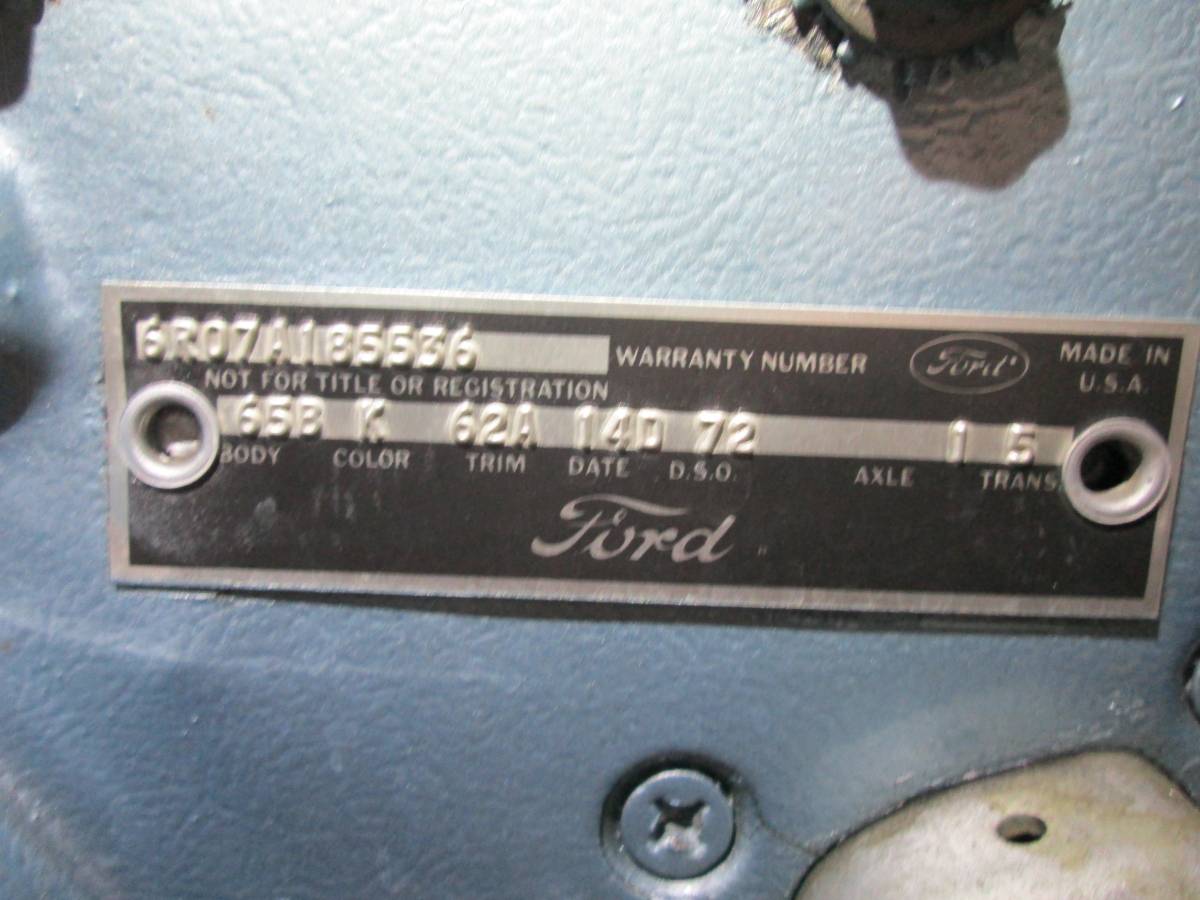 6R07A185536 WARRANTY NUMBER Ford MADE IN U.S.A.
NOT FOR TITLE OR REGISTRATION
65B K 62A 14D 72 1 5
BODY COLOR TRIM DATE D.S.O. AXLE TRANS.
Ford